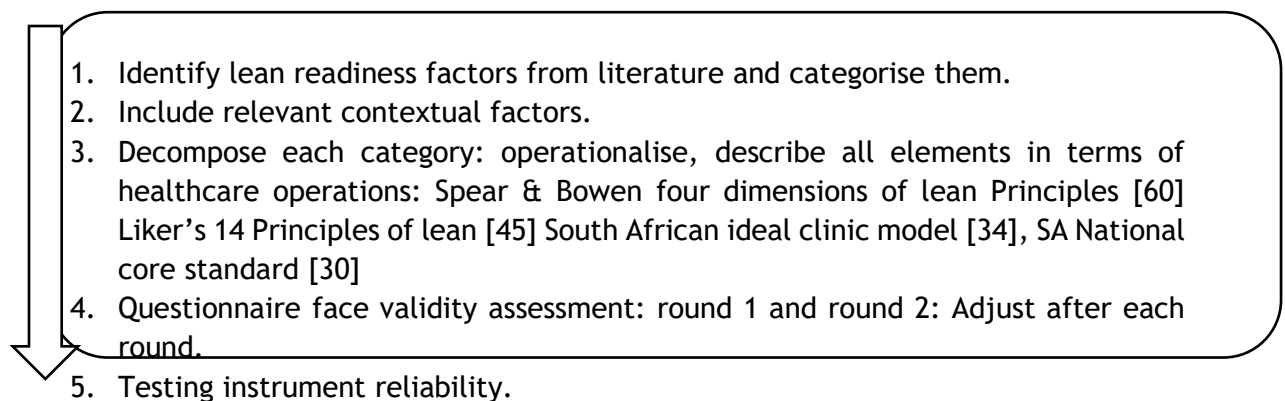 1. Identify lean readiness factors from literature and categorise them.
2. Include relevant contextual factors.
3. Decompose each category: operationalise, describe all elements in terms of
healthcare operations: Spear & Bowen four dimensions of lean Principles [60]
Liker’s 14 Principles of lean [45] South African ideal clinic model [34], SA National
core standard [30]
4. Questionnaire face validity assessment: round 1 and round 2: Adjust after each
round.
5. Testing instrument reliability.